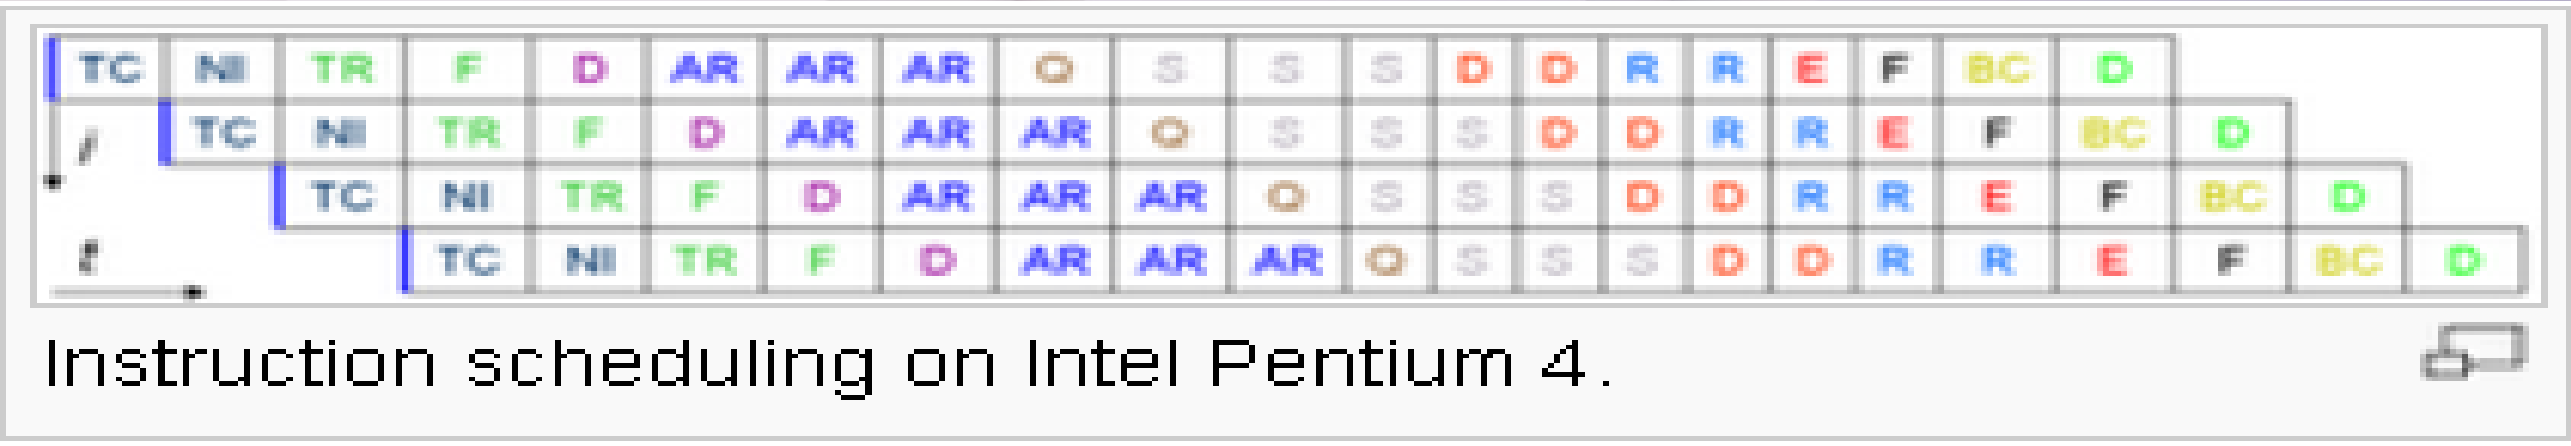 TC NI TR F D AR AR AR Q S S S D D R R E F BC D
i TC NI TR F D AR AR AR Q S S S D D R R E F BC D
TC NI TR F D AR AR AR Q S S S D D R R E F BC D
t TC NI TR F D AR AR AR Q S S S D D R R E F BC D
Instruction scheduling on Intel Pentium 4.